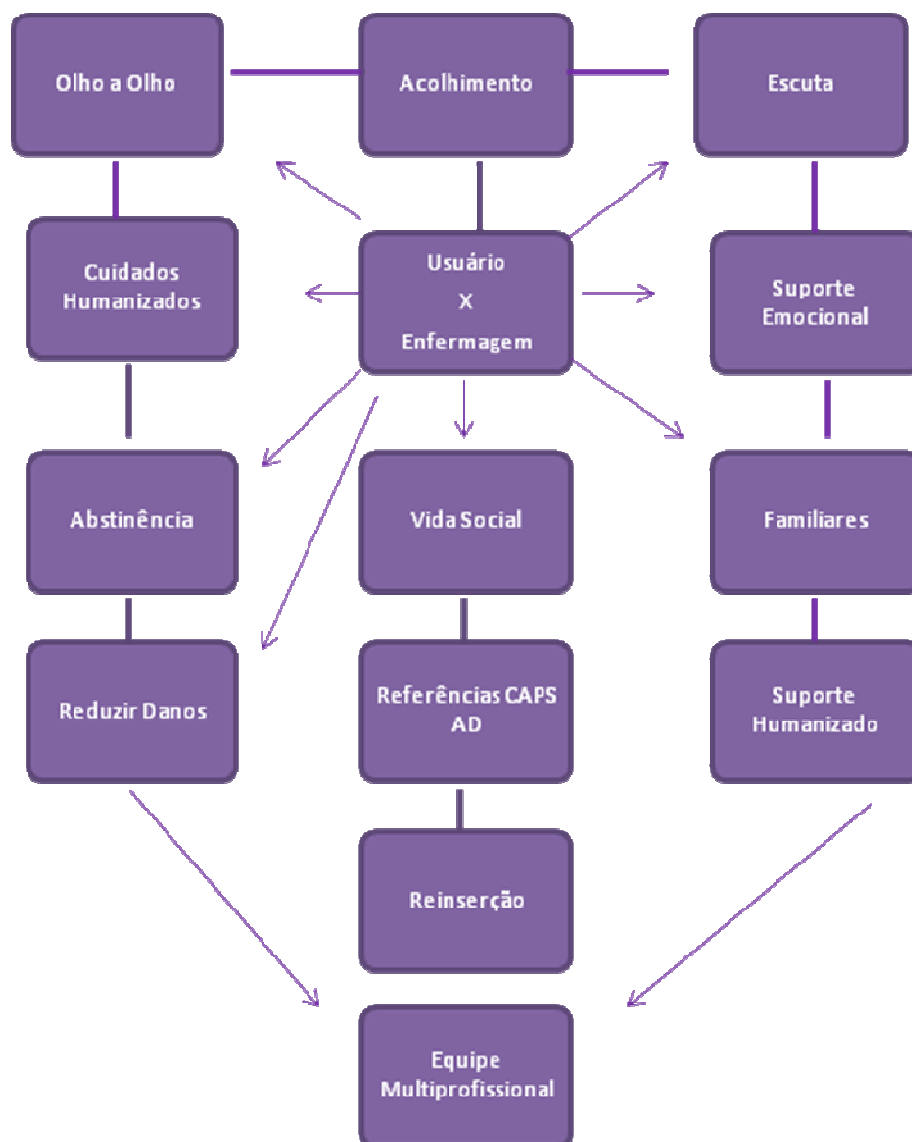 Olho a Olho
Acolhimento
Escuta
Cuidados
Humanizados
Usuário
X
Enfermagem
Suporte
Emocional
Abstinência
Vida Social
Familiares
Reduzir Danos
Referências CAPS
AD
Suporte
Humanizado
Reinserção
Equipe
Multiprofissional